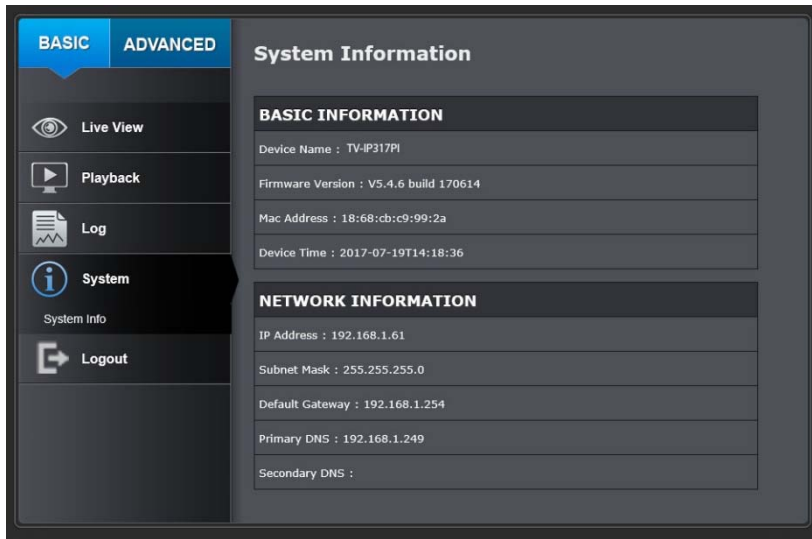 BASIC ADVANCED
Live View
Playback
Log
System
System Info
Logout
System Information
BASIC INFORMATION
Device Name : TV-IP317PI
Firmware Version : V5.4.6 build 170614
Mac Address : 18:68:cb:c9:99:2a
Device Time : 2017-07-19T14:18:36
NETWORK INFORMATION
IP Address : 192.168.1.61
Subnet Mask : 255.255.255.0
Default Gateway : 192.168.1.254
Primary DNS : 192.168.1.249
Secondary DNS :